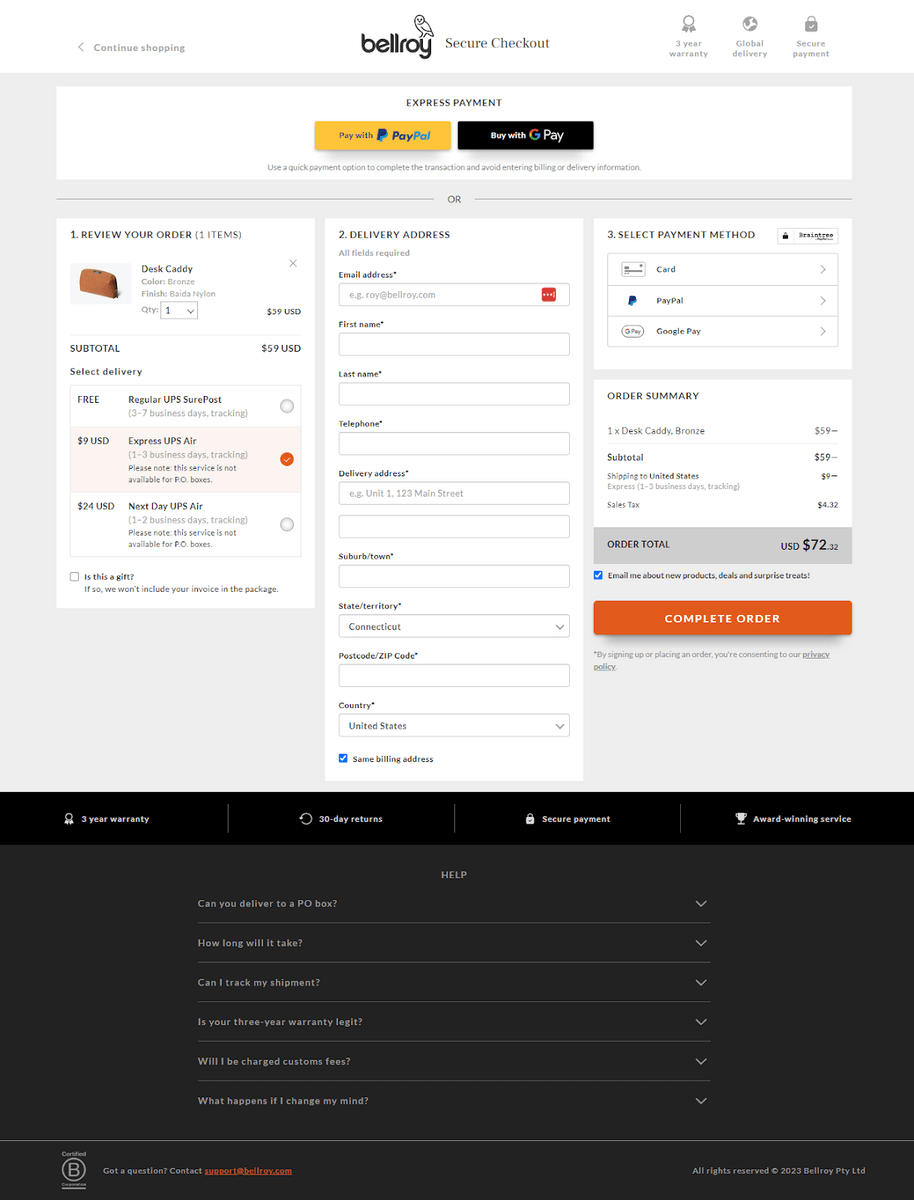 Continue shopping
bellroy
Secure Checkout
3 year
warranty
Global
delivery
Secure
payment
EXPRESS PAYMENT
Pay with PayPal
Buy with G Pay
Use a quick payment option to complete the transaction and avoid entering billing or delivery information.
OR
1. REVIEW YOUR ORDER (1 ITEMS)
Desk Caddy
Color: Bronze
Finish: Baida Nylon
Qty: 1
$59 USD
SUBTOTAL $59 USD
Select delivery
FREE Regular UPS SurePost
(3–7 business days, tracking)
$9 USD Express UPS Air
(1–3 business days, tracking)
Please note: this service is not
available for P.O. boxes.
$24 USD Next Day UPS Air
(1–2 business days, tracking)
Please note: this service is not
available for P.O. boxes.
Is this a gift?
If so, we won't include your invoice in the package.
2. DELIVERY ADDRESS
All fields required
Email address*
e.g. roy@bellroy.com
First name*
Last name*
Telephone*
Delivery address*
e.g. Unit 1, 123 Main Street
Suburb/town*
State/territory*
Connecticut
Postcode/ZIP Code*
Country*
United States
Same billing address
3. SELECT PAYMENT METHOD
Braintree
Card
PayPal
G Pay Google Pay
ORDER SUMMARY
1 x Desk Caddy, Bronze $59—
Subtotal $59—
Shipping to United States $9—
Express (1–3 business days, tracking)
Sales Tax $4.32
ORDER TOTAL USD $72.32
Email me about new products, deals and surprise treats!
COMPLETE ORDER
*By signing up or placing an order, you're consenting to our privacy
policy.
3 year warranty
30-day returns
Secure payment
Award-winning service
HELP
Can you deliver to a PO box?
How long will it take?
Can I track my shipment?
Is your three-year warranty legit?
Will I be charged customs fees?
What happens if I change my mind?
Certified
B
Corporation
Got a question? Contact support@bellroy.com
All rights reserved © 2023 Bellroy Pty Ltd